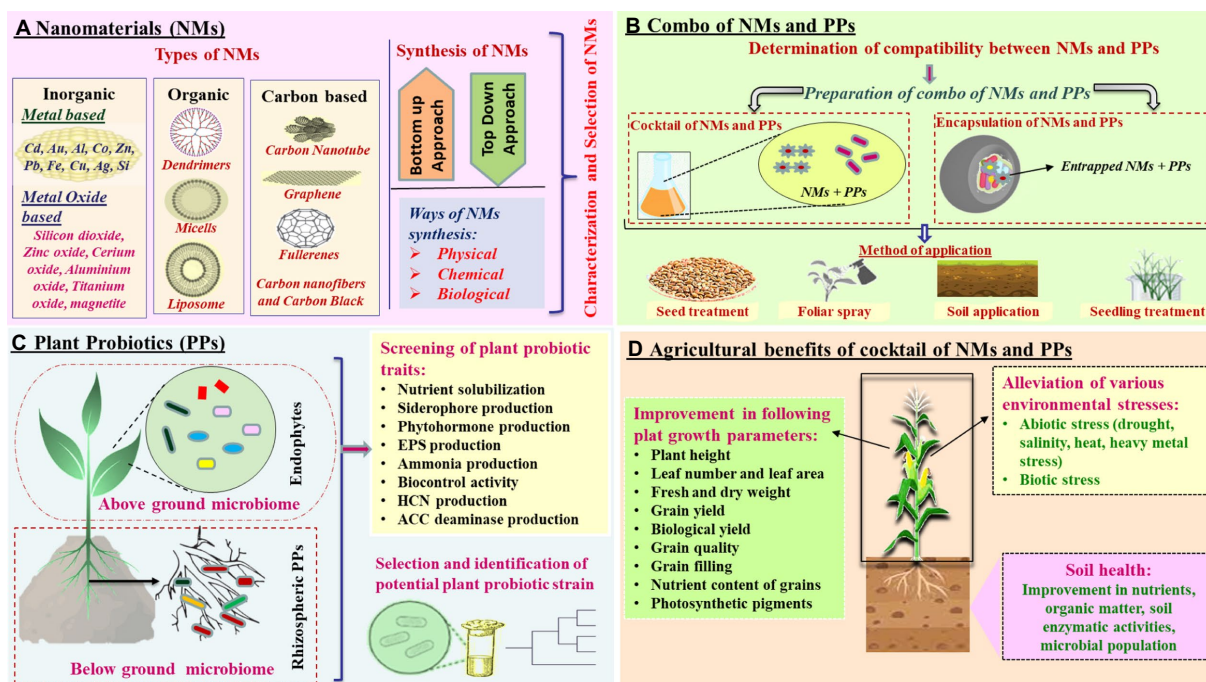 A Nanomaterials (NMs)
Types of NMs
Inorganic
Metal based
Cd, Au, Al, Co, Zn,
Pb, Fe, Cu, Ag, Si
Metal Oxide
based
Silicon dioxide,
Zinc oxide, Cerium
oxide, Aluminium
oxide, Titanium
oxide, magnetite
Organic
Dendrimers
Micells
Liposome
Carbon based
Carbon Nanotube
Graphene
Fullerenes
Carbon nanofibers
and Carbon Black
Synthesis of NMs
Bottom up
Approach
Top Down
Approach
Ways of NMs
synthesis:
➢ Physical
➢ Chemical
➢ Biological
Characterization and Selection of NMs
B Combo of NMs and PPs
Determination of compatibility between NMs and PPs
Preparation of combo of NMs and PPs
Cocktail of NMs and PPs
NMs + PPs
Encapsulation of NMs and PPs
Entrapped NMs + PPs
Method of application
Seed treatment
Foliar spray
Soil application
Seedling treatment
C Plant Probiotics (PPs)
Above ground microbiome
Endophytes
Below ground microbiome
Rhizospheric PPs
Screening of plant probiotic
traits:
• Nutrient solubilization
• Siderophore production
• Phytohormone production
• EPS production
• Ammonia production
• Biocontrol activity
• HCN production
• ACC deaminase production
Selection and identification of
potential plant probiotic strain
D Agricultural benefits of cocktail of NMs and PPs
Improvement in following
plat growth parameters:
• Plant height
• Leaf number and leaf area
• Fresh and dry weight
• Grain yield
• Biological yield
• Grain quality
• Grain filling
• Nutrient content of grains
• Photosynthetic pigments
Alleviation of various
environmental stresses:
• Abiotic stress (drought,
salinity, heat, heavy metal
stress)
• Biotic stress
Soil health:
Improvement in nutrients,
organic matter, soil
enzymatic activities,
microbial population